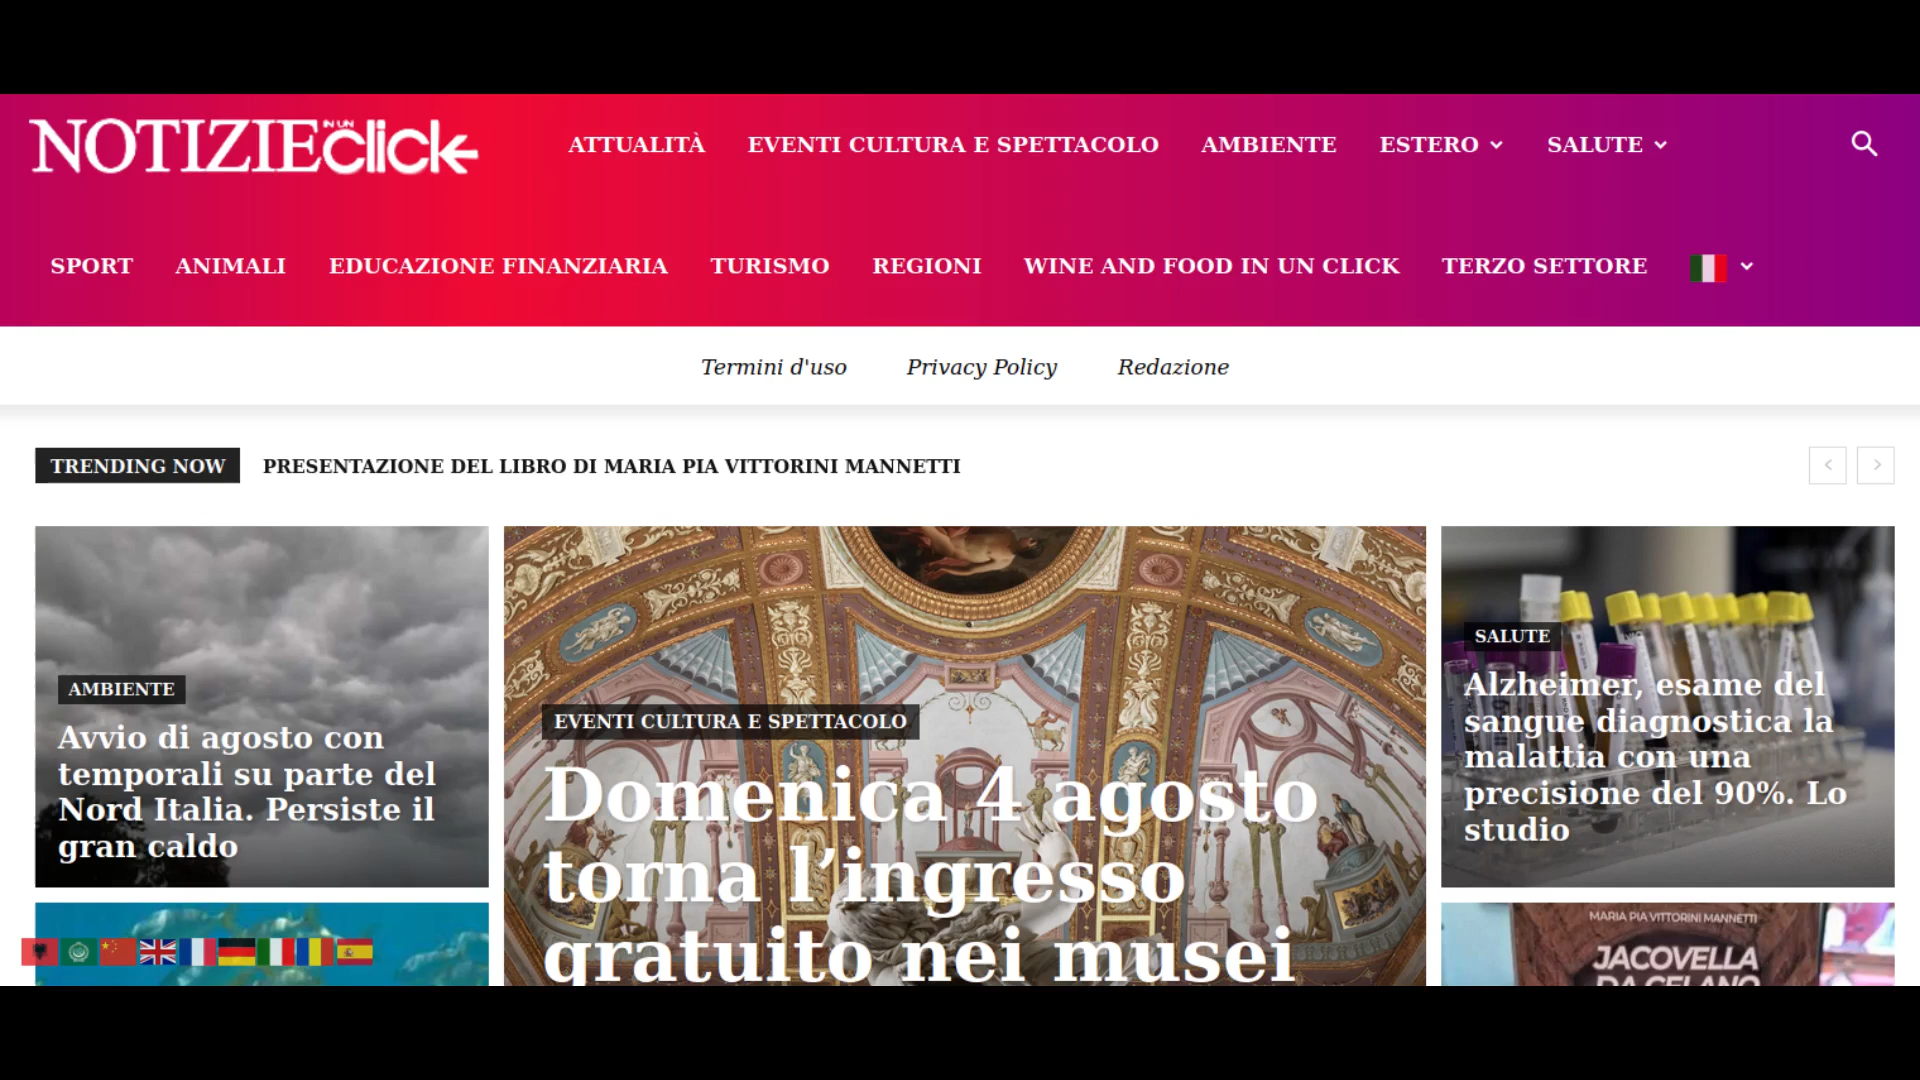 NOTIZIE IN UN click
ATTUALITÀ
EVENTI CULTURA E SPETTACOLO
AMBIENTE
ESTERO
SALUTE
SPORT
ANIMALI
EDUCAZIONE FINANZIARIA
TURISMO
REGIONI
WINE AND FOOD IN UN CLICK
TERZO SETTORE
Termini d'uso
Privacy Policy
Redazione
TRENDING NOW
PRESENTAZIONE DEL LIBRO DI MARIA PIA VITTORINI MANNETTI
AMBIENTE
Avvio di agosto con
temporali su parte del
Nord Italia. Persiste il
gran caldo
EVENTI CULTURA E SPETTACOLO
Domenica 4 agosto
torna l’ingresso
gratuito nei musei
SALUTE
Alzheimer, esame del
sangue diagnostica la
malattia con una
precisione del 90%. Lo
studio
MARIA PIA VITTORINI MANNETTI
JACOVELLA
DA CELANO